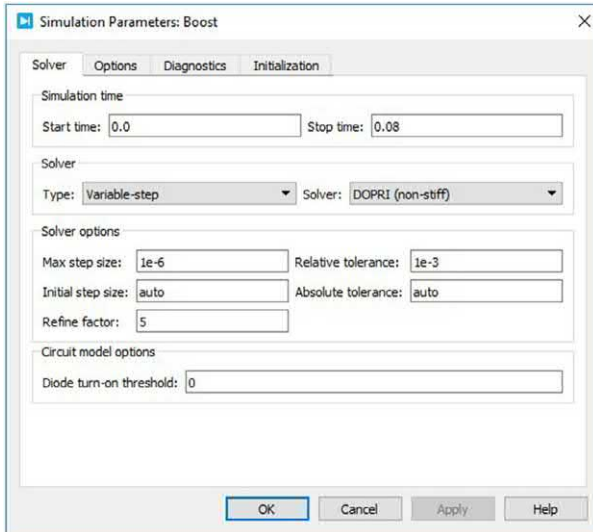 Simulation Parameters: Boost
Solver Options Diagnostics Initialization
Simulation time
Start time: 0.0 Stop time: 0.08
Solver
Type: Variable-step Solver: DOPRI (non-stiff)
Solver options
Max step size: 1e-6 Relative tolerance: 1e-3
Initial step size: auto Absolute tolerance: auto
Refine factor: 5
Circuit model options
Diode turn-on threshold: 0
OK Cancel Apply Help